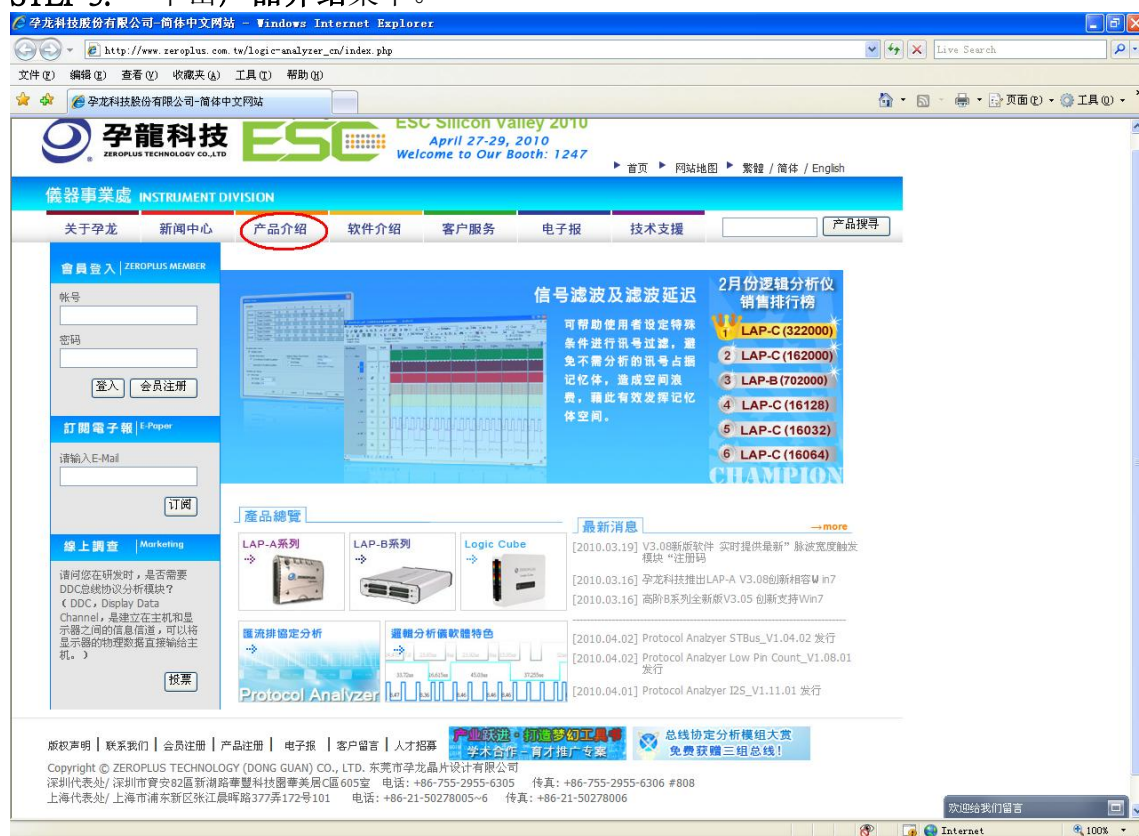 孕龙科技股份有限公司-简体中文网站 - Windows Internet Explorer
http://www.zeroplus.com.tw/logic-analyzer_cn/index.php
Live Search
文件(F) 编辑(E) 查看(V) 收藏夹(A) 工具(T) 帮助(H)
孕龙科技股份有限公司-简体中文网站
页面(P) 工具(O)
孕龍科技
ZEROPLUS TECHNOLOGY CO.,LTD
ESC
ESC Silicon Valley 2010
April 27-29, 2010
Welcome to Our Booth: 1247
首页 网站地图 繁體 / 简体 / English
儀器事業處 INSTRUMENT DIVISION
关于孕龙 新闻中心 产品介绍 软件介绍 客户服务 电子报 技术支援 产品搜寻
會員登入 ZEROPLUS MEMBER
帐号
密码
登入 会员注册
訂閱電子報 E-Paper
请输入E-Mail
订阅
線上調查 Marketing
请问您在研发时，是否需要
DDC总线协议分析模块？
( DDC，Display Data
Channel，是建立在主机和显
示器之间的信息信道，可以将
显示器的物理数据直接输给主
机。)
投票
信号滤波及滤波延迟
可帮助使用者设定特殊
条件进行讯号过滤，避
免不需分析的讯号占据
记忆体，造成空间浪
费，藉此有效发挥记忆
体空间。
2月份逻辑分析仪
销售排行榜
1 LAP-C (322000)
2 LAP-C (162000)
3 LAP-B (702000)
4 LAP-C (16128)
5 LAP-C (16032)
6 LAP-C (16064)
CHAMPION
產品總覽
LAP-A系列
LAP-B系列
Logic Cube
匯流排協定分析
Protocol Analyzer
邏輯分析儀軟體特色
最新消息 →more
[2010.03.19] V3.08新版软件 实时提供最新” 脉波宽度触发
模块 “注册码
[2010.03.16] 孕龙科技推出LAP-A V3.08创新相容W in7
[2010.03.16] 高阶B系列全新版V3.05 创新支持Win7
[2010.04.02] Protocol Analzyer STBus_V1.04.02 发行
[2010.04.02] Protocol Analzyer Low Pin Count_V1.08.01
发行
[2010.04.01] Protocol Analzyer I2S_V1.11.01 发行
版权声明 | 联系我们 | 会员注册 | 产品注册 | 电子报 | 客户留言 | 人才招募
产业跃进·打造梦幻工具書
学术合作-育才推广专案
总线协定分析模组大赏
免费获赠三组总线!
Copyright © ZEROPLUS TECHNOLOGY (DONG GUAN) CO., LTD. 东莞市孕龙晶片设计有限公司
深圳代表处/ 深圳市寶安82區新湖路華豐科技園華美居C區605室 电话: +86-755-2955-6305 传真: +86-755-2955-6306 #808
上海代表处/ 上海市浦东新区张江晨晖路377弄172号101 电话: +86-21-50278005~6 传真: +86-21-50278006
欢迎给我们留言
Internet 100%